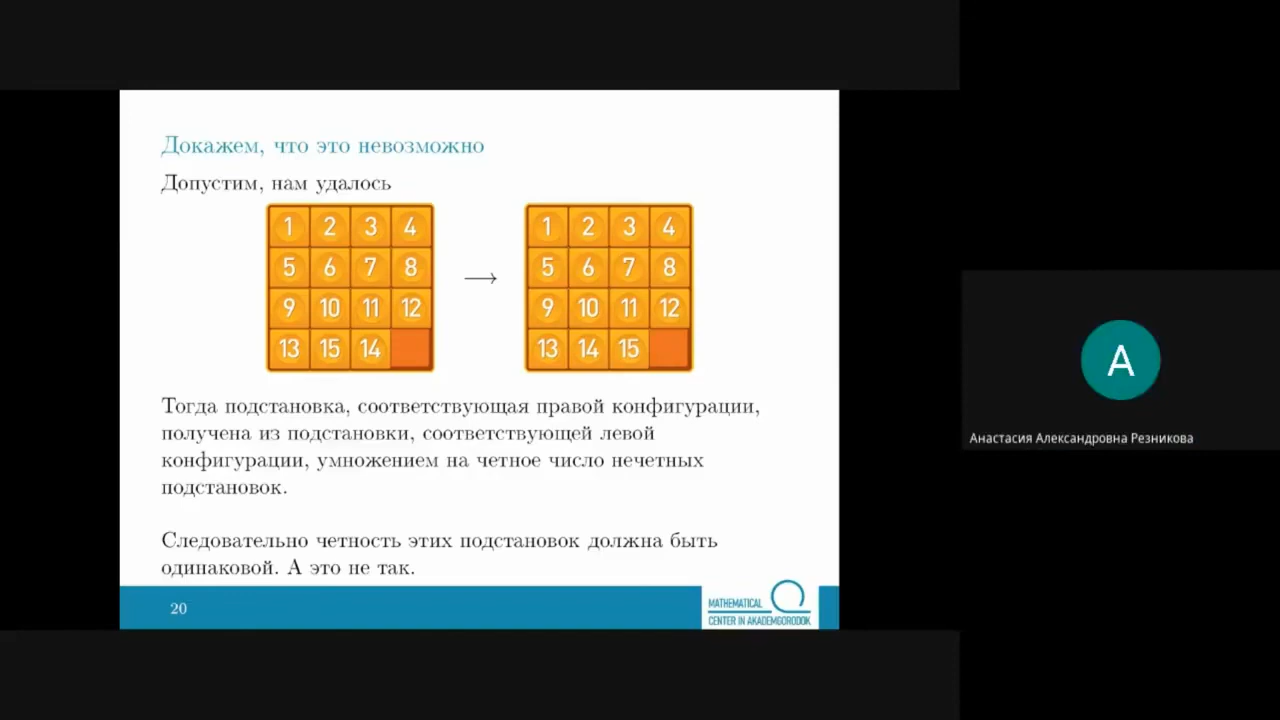 Докажем, что это невозможно
Допустим, нам удалось
1 2 3 4
5 6 7 8
9 10 11 12
13 15 14
→
1 2 3 4
5 6 7 8
9 10 11 12
13 14 15
Тогда подстановка, соответствующая правой конфигурации,
получена из подстановки, соответствующей левой
конфигурации, умножением на четное число нечетных
подстановок.
Следовательно четность этих подстановок должна быть
одинаковой. А это не так.
20
MATHEMATICAL
CENTER IN AKADEMGORODOK
А
Анастасия Александровна Резникова